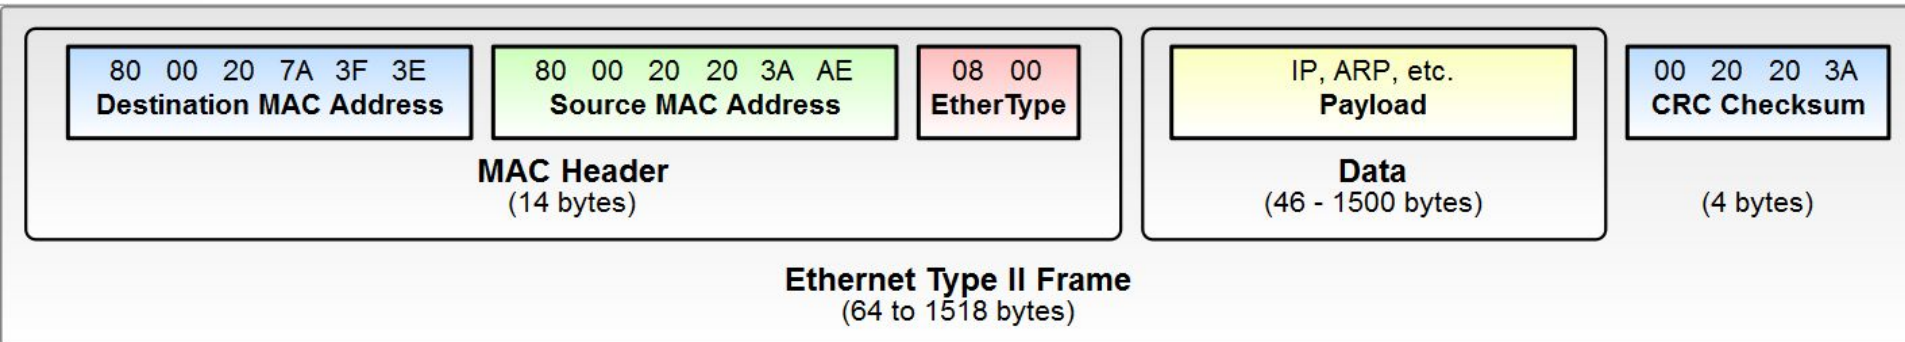 80 00 20 7A 3F 3E
Destination MAC Address
80 00 20 20 3A AE
Source MAC Address
08 00
EtherType
MAC Header
(14 bytes)
IP, ARP, etc.
Payload
Data
(46 - 1500 bytes)
00 20 20 3A
CRC Checksum
(4 bytes)
Ethernet Type II Frame
(64 to 1518 bytes)